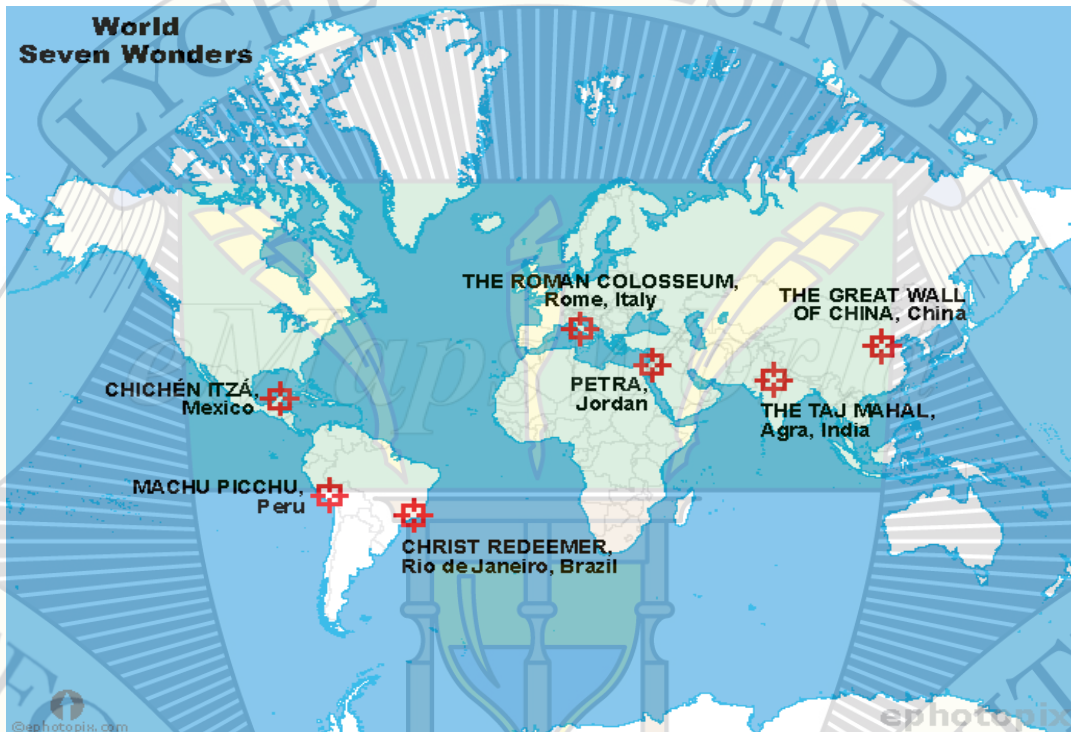 World
Seven Wonders
THE ROMAN COLOSSEUM,
Rome, Italy
THE GREAT WALL
OF CHINA, China
CHICHÉN ITZÁ,
Mexico
PETRA,
Jordan
THE TAJ MAHAL,
Agra, India
MACHU PICCHU,
Peru
CHRIST REDEEMER,
Rio de Janeiro, Brazil
eMapsWorld
©ephotopix.com
ephotopix